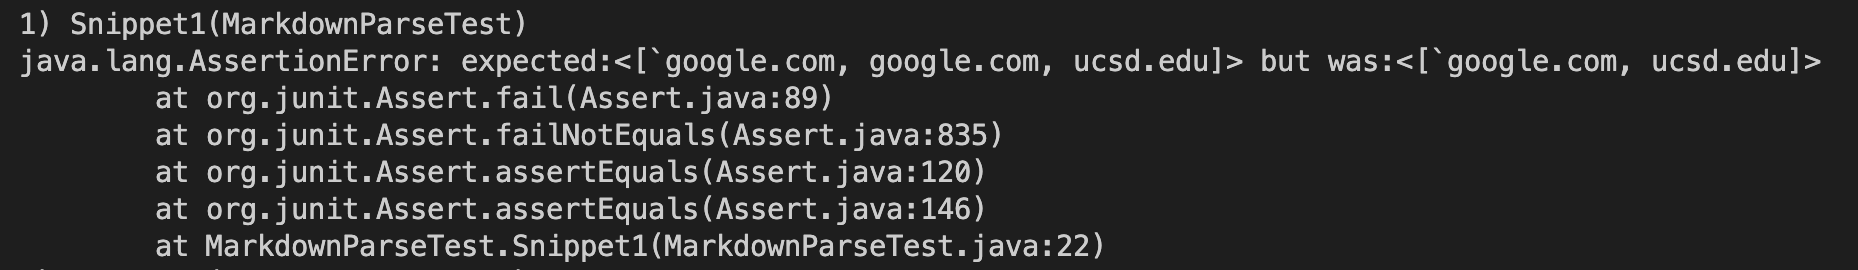 1) Snippet1(MarkdownParseTest)
java.lang.AssertionError: expected:<[`google.com, google.com, ucsd.edu]> but was:<[`google.com, ucsd.edu]>
at org.junit.Assert.fail(Assert.java:89)
at org.junit.Assert.failNotEquals(Assert.java:835)
at org.junit.Assert.assertEquals(Assert.java:120)
at org.junit.Assert.assertEquals(Assert.java:146)
at MarkdownParseTest.Snippet1(MarkdownParseTest.java:22)